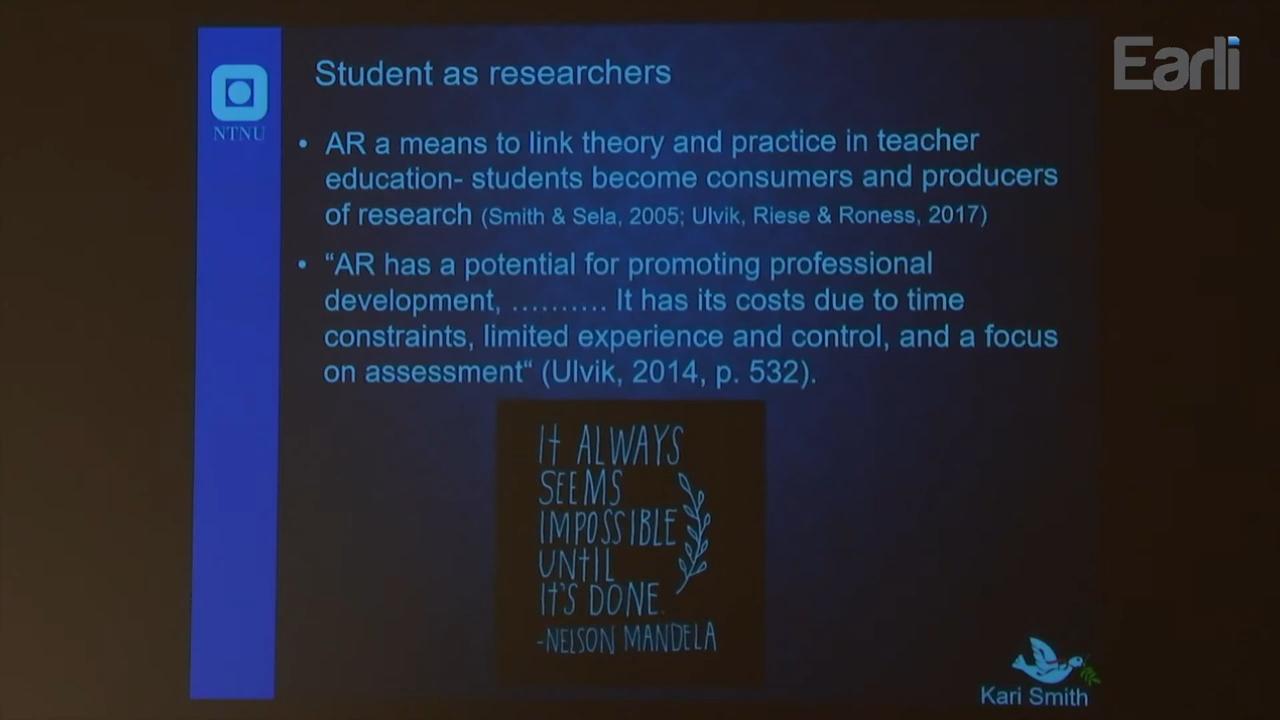 Earli
NTNU
Student as researchers
• AR a means to link theory and practice in teacher
education- students become consumers and producers
of research (Smith & Sela, 2005; Ulvik, Riese & Roness, 2017)
• “AR has a potential for promoting professional
development, .......... It has its costs due to time
constraints, limited experience and control, and a focus
on assessment“ (Ulvik, 2014, p. 532).
IT ALWAYS
SEEMS
IMPOSSIBLE
UNTIL
IT'S DONE.
-NELSON MANDELA
Kari Smith